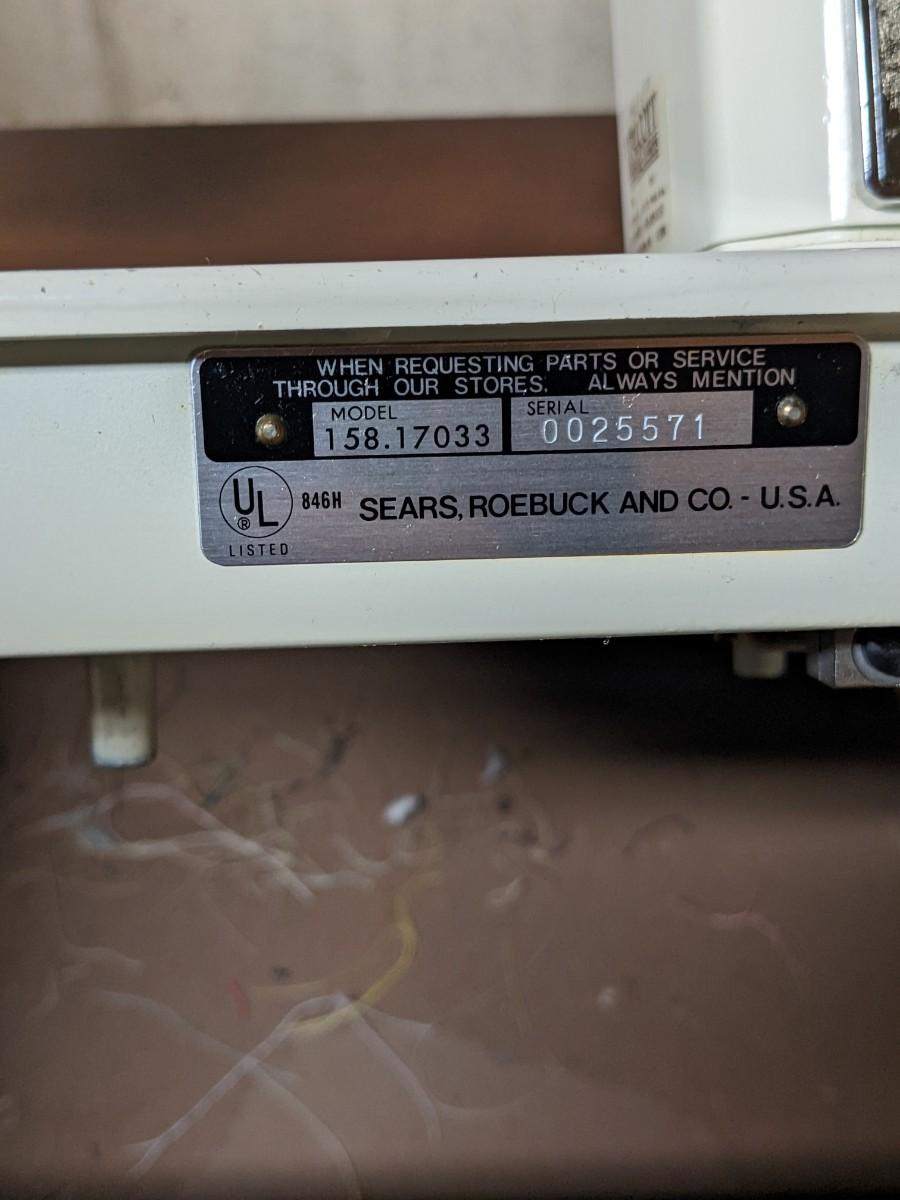 WHEN REQUESTING PARTS OR SERVICE
THROUGH OUR STORES. ALWAYS MENTION
MODEL
158.17033
SERIAL
0025571
UL
®
LISTED
846H
SEARS, ROEBUCK AND CO. - U.S.A.